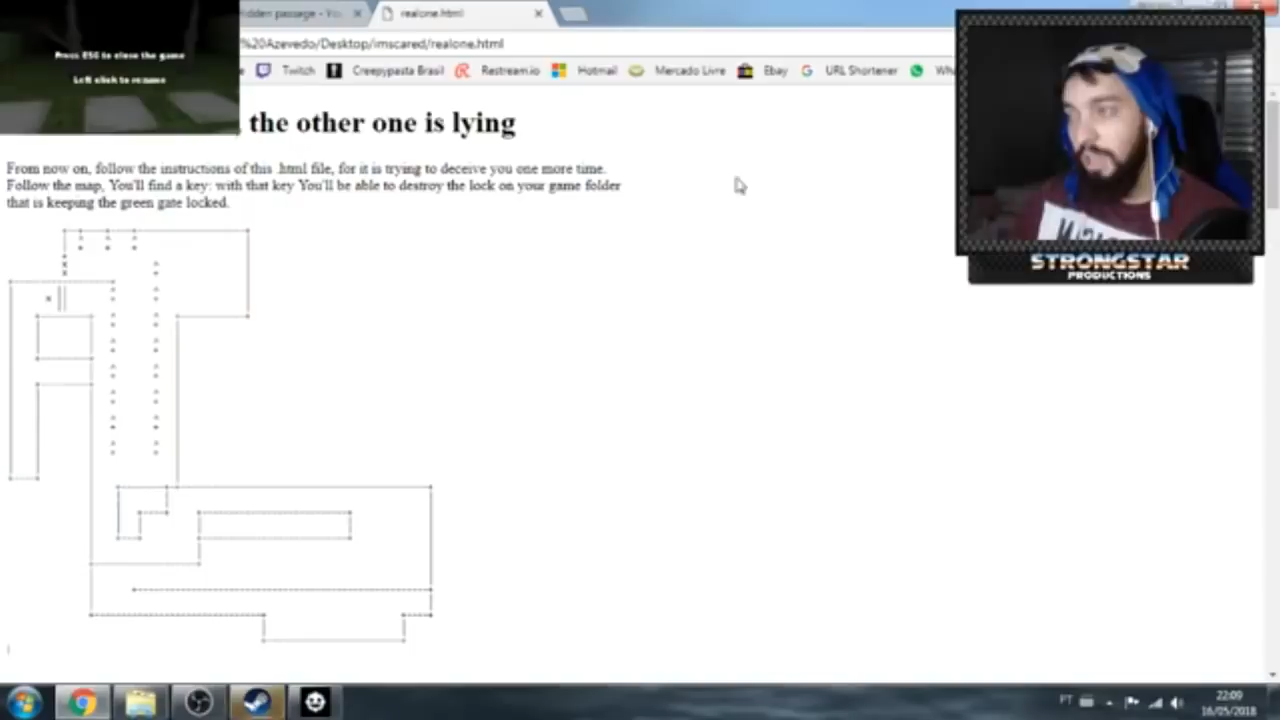 hidden passage - You
realone.html
%20Azevedo/Desktop/imscared/realone.html
Twitch
Creepypasta Brasil
Restream.io
Hotmail
Mercado Livre
Ebay
URL Shortener
Press ESC to close the game
Left click to resume
, the other one is lying
From now on, follow the instructions of this .html file, for it is trying to deceive you one more time.
Follow the map, You'll find a key: with that key You'll be able to destroy the lock on your game folder
that is keeping the green gate locked.
STRONGSTAR
PRODUCTIONS
PT
22:09
16/05/2018